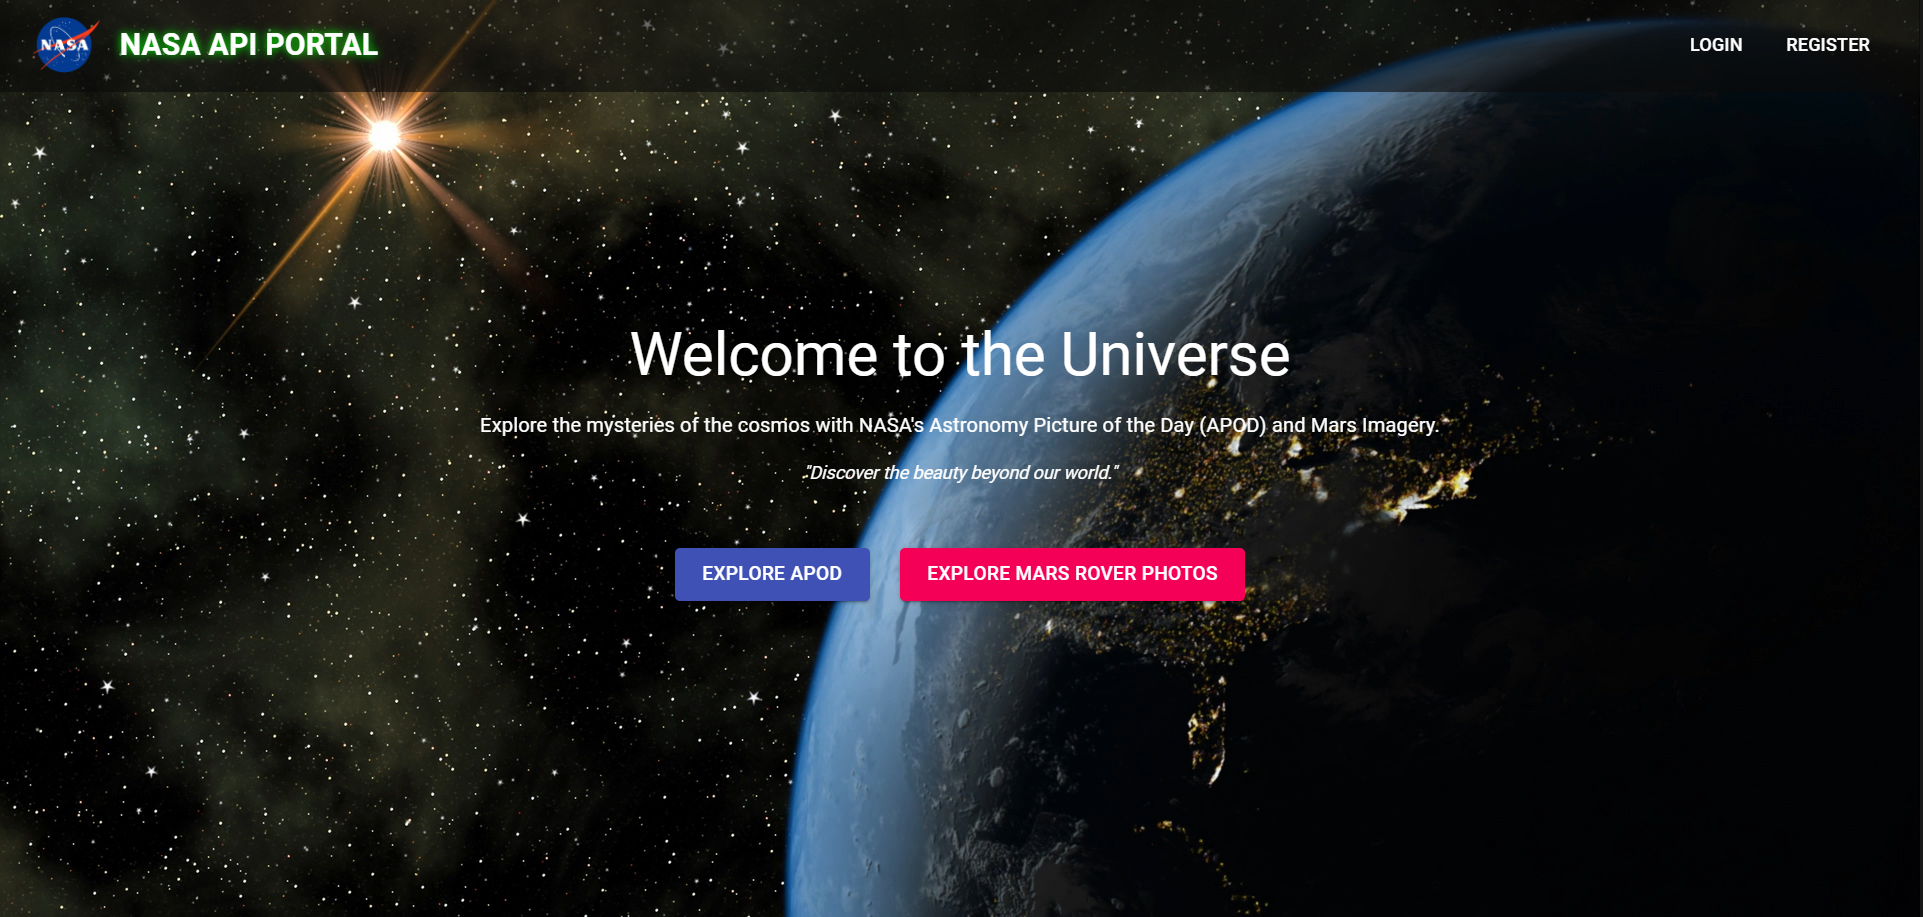 NASA
NASA API PORTAL
LOGIN
REGISTER
Welcome to the Universe
Explore the mysteries of the cosmos with NASA's Astronomy Picture of the Day (APOD) and Mars Imagery.
"Discover the beauty beyond our world."
EXPLORE APOD
EXPLORE MARS ROVER PHOTOS